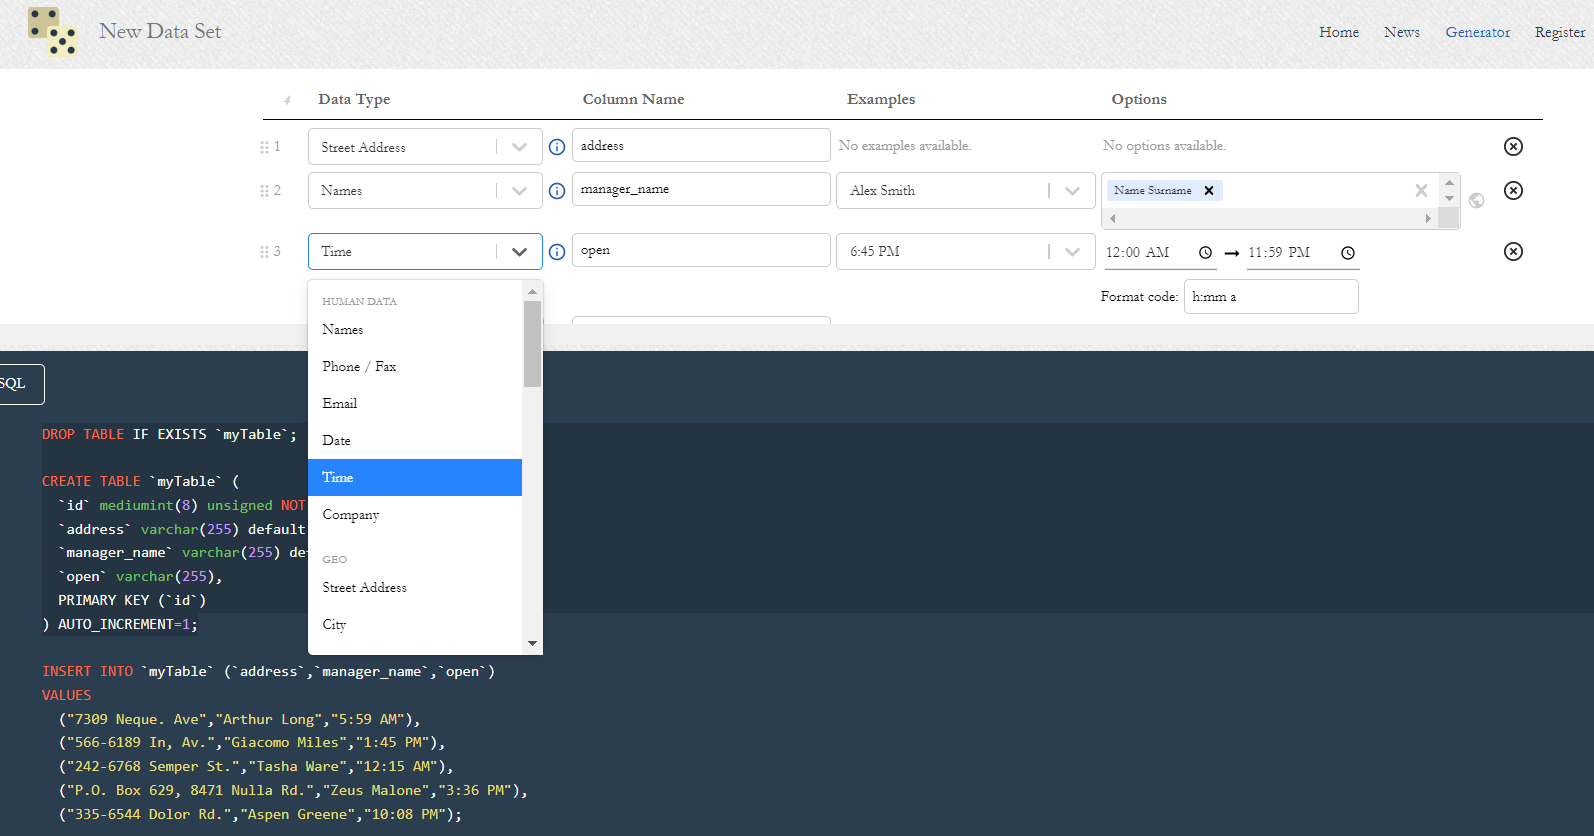 New Data Set
Home News Generator Register
Data Type Column Name Examples Options
1 Street Address address No examples available. No options available.
2 Names manager_name Alex Smith Name Surname
3 Time open 6:45 PM 12:00 AM 11:59 PM
Format code: h:mm a
HUMAN DATA
Names
Phone / Fax
Email
Date
Time
Company
GEO
Street Address
City
SQL
DROP TABLE IF EXISTS `myTable`;
CREATE TABLE `myTable` (
`id` mediumint(8) unsigned NOT
`address` varchar(255) default
`manager_name` varchar(255) de
`open` varchar(255),
PRIMARY KEY (`id`)
) AUTO_INCREMENT=1;
INSERT INTO `myTable` (`address`,`manager_name`,`open`)
VALUES
("7309 Neque. Ave","Arthur Long","5:59 AM"),
("566-6189 In, Av.","Giacomo Miles","1:45 PM"),
("242-6768 Semper St.","Tasha Ware","12:15 AM"),
("P.O. Box 629, 8471 Nulla Rd.","Zeus Malone","3:36 PM"),
("335-6544 Dolor Rd.","Aspen Greene","10:08 PM");